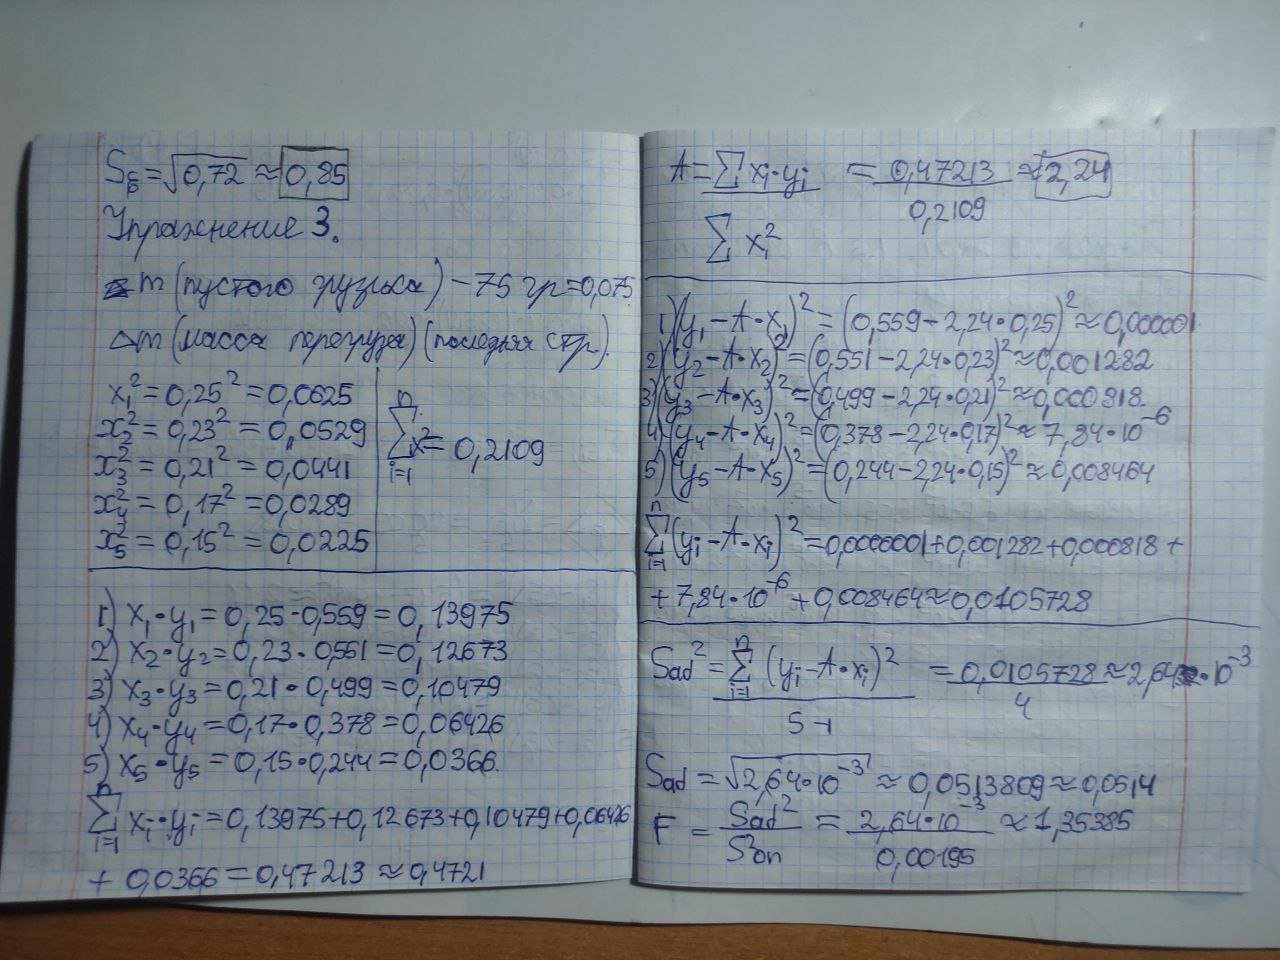 Sβ = √0,72 ≈ 0,85
Упражнение 3.
m (пустого грузика) – 75 гр = 0,075
Δm (масса перегруза) (последняя стр).
x₁² = 0,25² = 0,0625
x₂² = 0,23² = 0,0529
x₃² = 0,21² = 0,0441
x₄² = 0,17² = 0,0289
x₅² = 0,15² = 0,0225
n
∑ x² = 0,2109
i=1
1) x₁·y₁ = 0,25·0,559 = 0,13975
2) x₂·y₂ = 0,23·0,551 = 0,12673
3) x₃·y₃ = 0,21·0,499 = 0,10479
4) x₄·y₄ = 0,17·0,378 = 0,06426
5) x₅·y₅ = 0,15·0,244 = 0,0366.
n
∑ xᵢ·yᵢ = 0,13975+0,12673+0,10479+0,06426
i=1
+ 0,0366 = 0,47213 ≈ 0,4721
A = ∑ xᵢ·yᵢ = 0,47213 ≈ 2,24
0,2109
∑ xᵢ²
1) (y₁ – A·x₁)² = (0,559 – 2,24·0,25)² ≈ 0,000001
2) (y₂ – A·x₂)² = (0,551 – 2,24·0,23)² ≈ 0,001282
3) (y₃ – A·x₃)² = (0,499 – 2,24·0,21)² ≈ 0,000818.
4) (y₄ – A·x₄)² = (0,378 – 2,24·0,17)² ≈ 7,84·10⁻⁶
5) (y₅ – A·x₅)² = (0,244 – 2,24·0,15)² ≈ 0,008464
n
∑ (yᵢ – A·xᵢ)² = 0,0000001+0,001282+0,000818 +
i=1
+ 7,84·10⁻⁶ + 0,008464 ≈ 0,0105728
n
Sad² = ∑ (yᵢ – A·xᵢ)² = 0,0105728 ≈ 2,64·10⁻³
i=1
4
5-1
Sad = √2,64·10⁻³ ≈ 0,0513809 ≈ 0,0514
F = Sad² = 2,64·10⁻³ ≈ 1,35385
S²on 0,00195